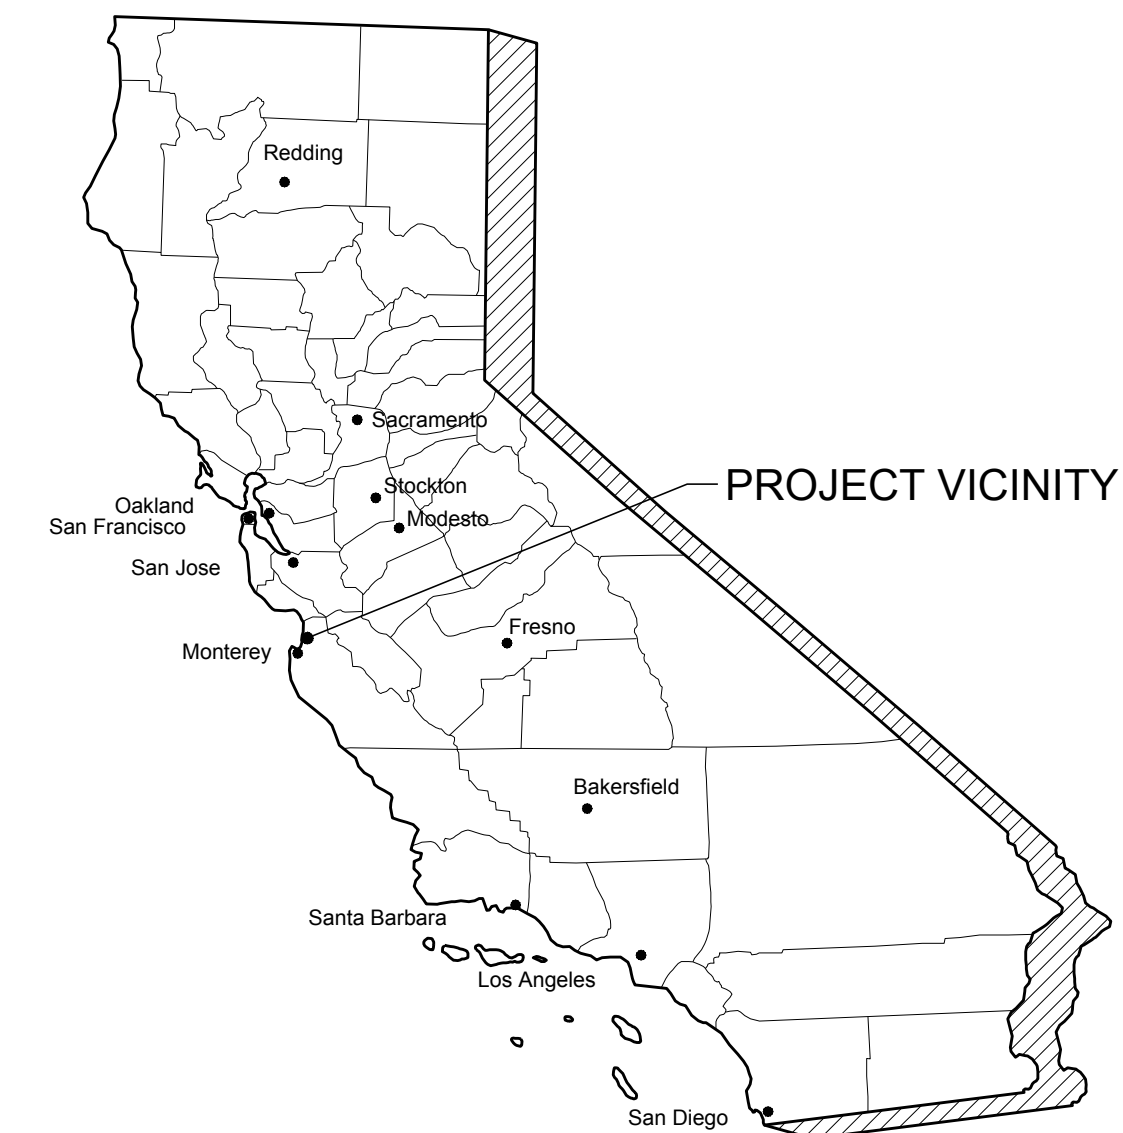 Redding
Sacramento
PROJECT VICINITY
Stockton
Oakland
Modesto
San Francisco
San Jose
Fresno
Monterey
Bakersfield
Santa Barbara
Los Angeles
San Diego